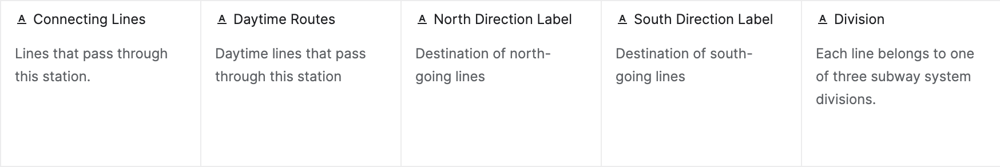 Connecting Lines
Lines that pass through
this station.
Daytime Routes
Daytime lines that pass
through this station
North Direction Label
Destination of north-
going lines
South Direction Label
Destination of south-
going lines
Division
Each line belongs to one
of three subway system
divisions.